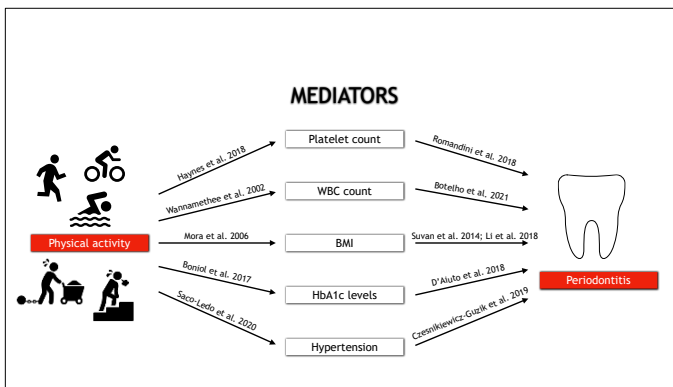 MEDIATORS
Haynes et al. 2018
Platelet count
Romandini et al. 2018
Wannamethee et al. 2002
WBC count
Botelho et al. 2021
Physical activity
Mora et al. 2006
BMI
Suvan et al. 2014; Li et al. 2018
Boniol et al. 2017
HbA1c levels
D'Aiuto et al. 2018
Periodontitis
Saco-Ledo et al. 2020
Hypertension
Czesnikiewicz-Guzik et al. 2019